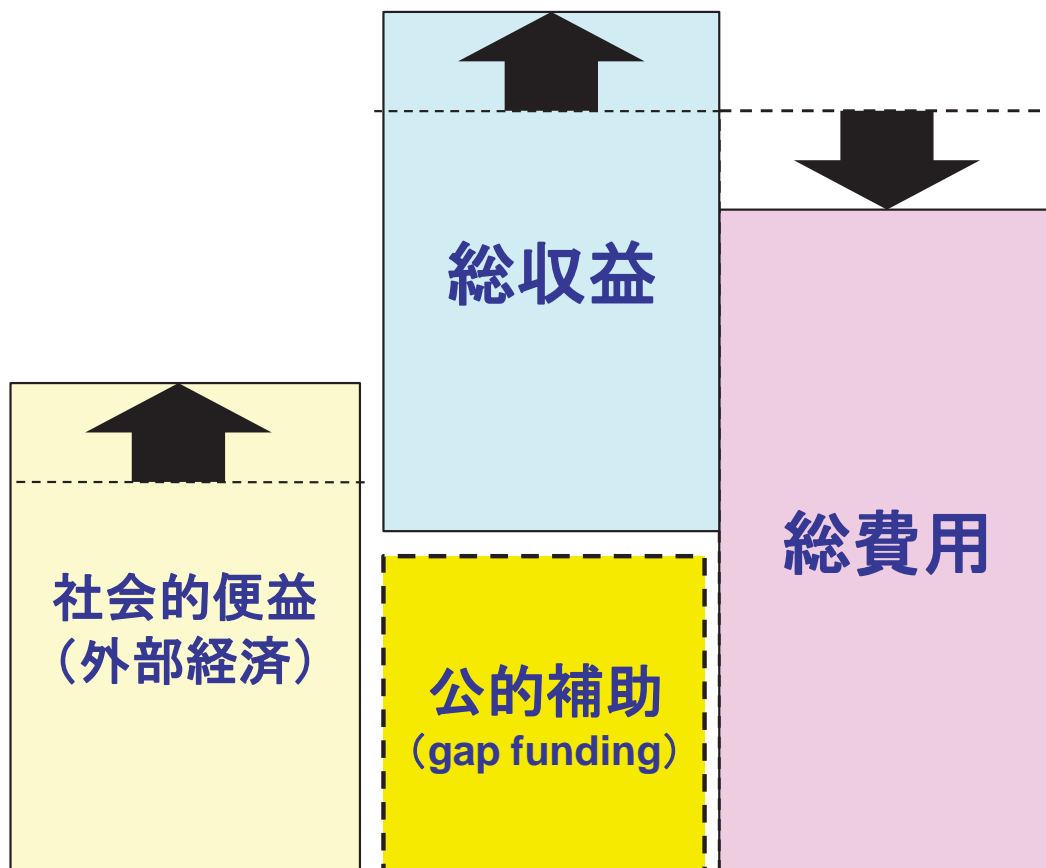 総収益
総費用
社会的便益
（外部経済）
公的補助
（gap funding）